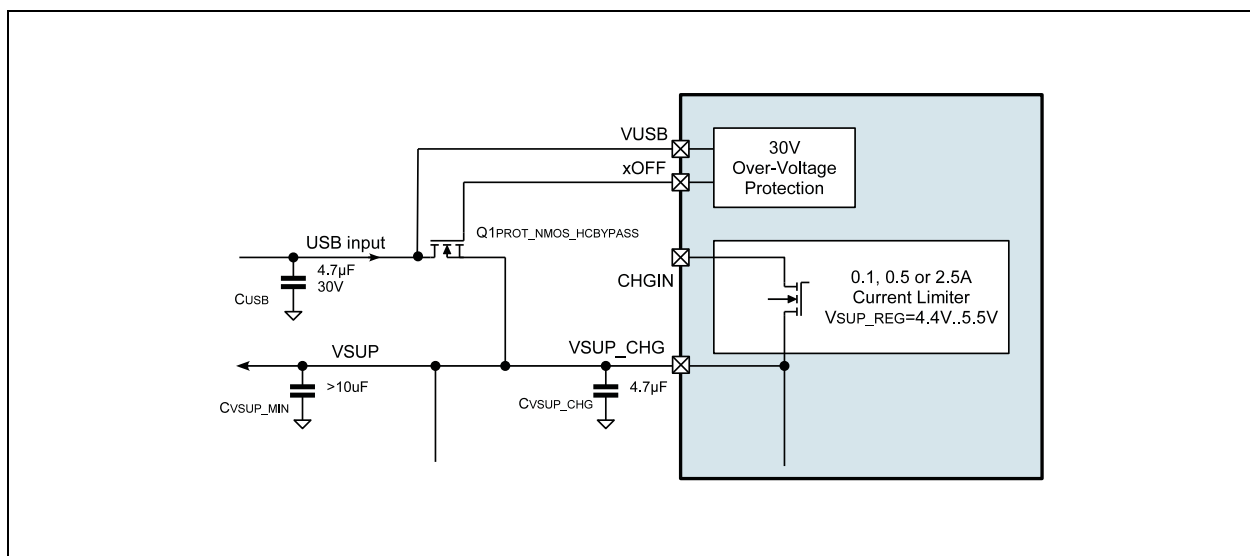 VUSB
30V
Over-Voltage
Protection
xOFF
Q1PROT_NMOS_HCBYPASS
USB input
4.7µF
30V
CUSB
CHGIN
0.1, 0.5 or 2.5A
Current Limiter
VSUP_REG=4.4V..5.5V
VSUP
VSUP_CHG
>10uF
CVSUP_MIN
4.7µF
CVSUP_CHG